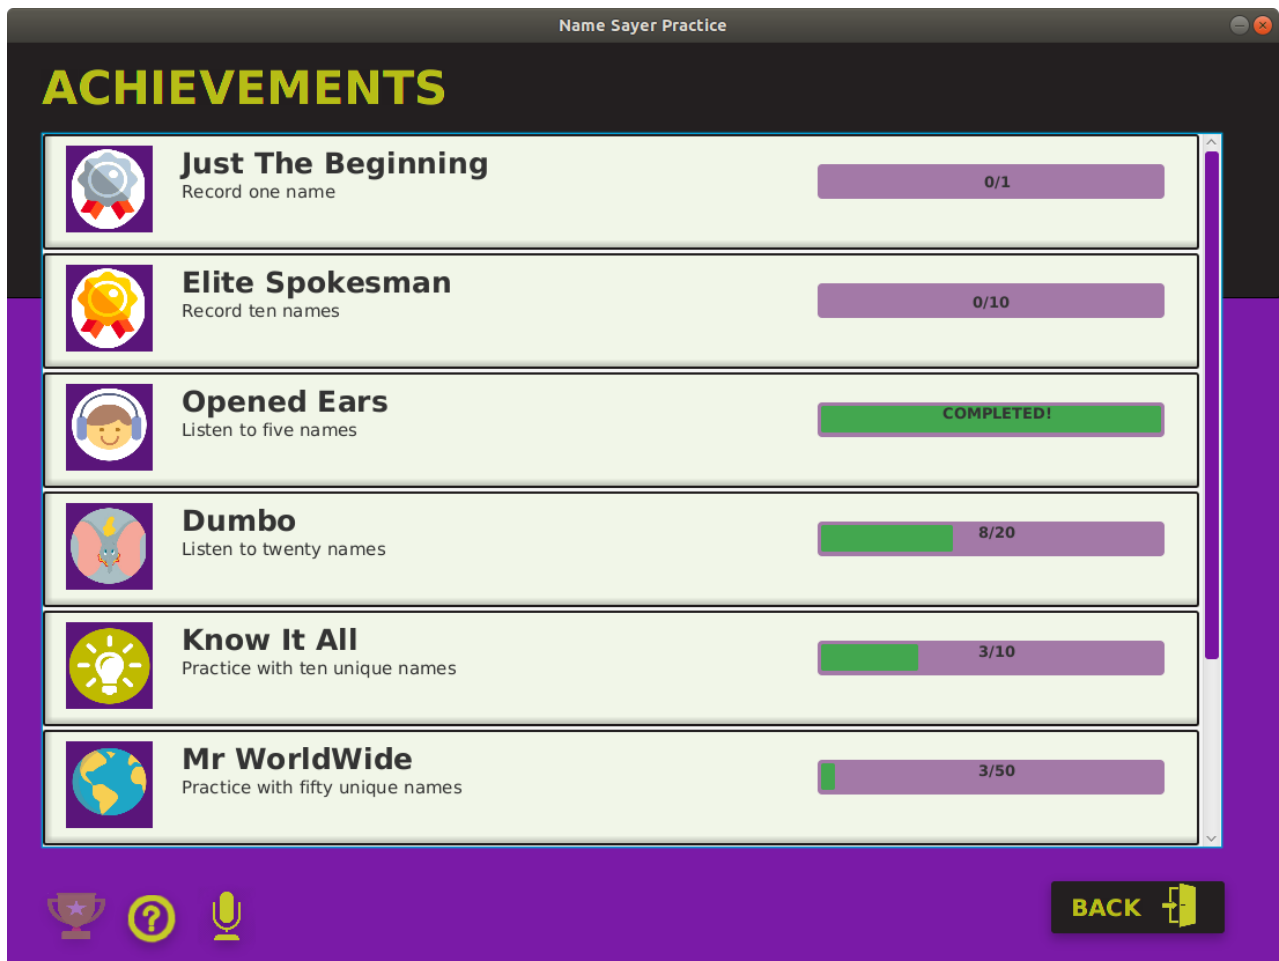 Name Sayer Practice
ACHIEVEMENTS
Just The Beginning
Record one name
0/1
Elite Spokesman
Record ten names
0/10
Opened Ears
Listen to five names
COMPLETED!
Dumbo
Listen to twenty names
8/20
Know It All
Practice with ten unique names
3/10
Mr WorldWide
Practice with fifty unique names
3/50
?
BACK